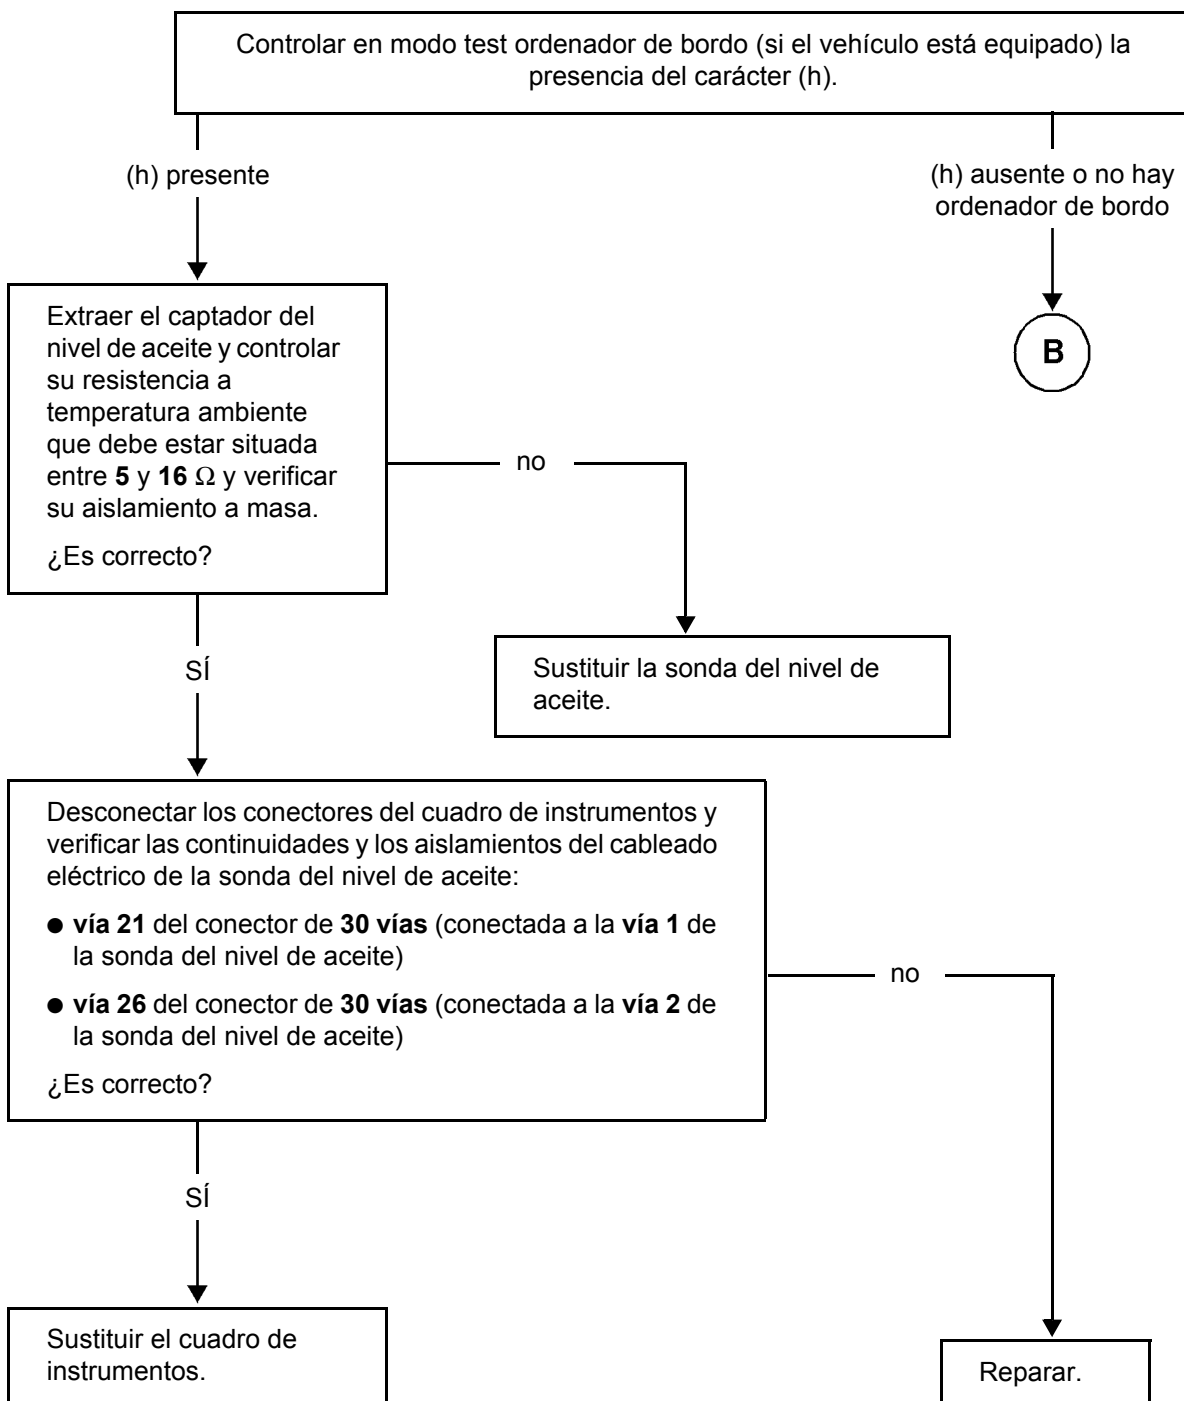 Controlar en modo test ordenador de bordo (si el vehículo está equipado) la
presencia del carácter (h).
(h) presente
(h) ausente o no hay
ordenador de bordo
B
Extraer el captador del
nivel de aceite y controlar
su resistencia a
temperatura ambiente
que debe estar situada
entre 5 y 16 Ω y verificar
su aislamiento a masa.
¿Es correcto?
no
SÍ
Sustituir la sonda del nivel de
aceite.
Desconectar los conectores del cuadro de instrumentos y
verificar las continuidades y los aislamientos del cableado
eléctrico de la sonda del nivel de aceite:
● vía 21 del conector de 30 vías (conectada a la vía 1 de
la sonda del nivel de aceite)
● vía 26 del conector de 30 vías (conectada a la vía 2 de
la sonda del nivel de aceite)
¿Es correcto?
no
SÍ
Sustituir el cuadro de
instrumentos.
Reparar.